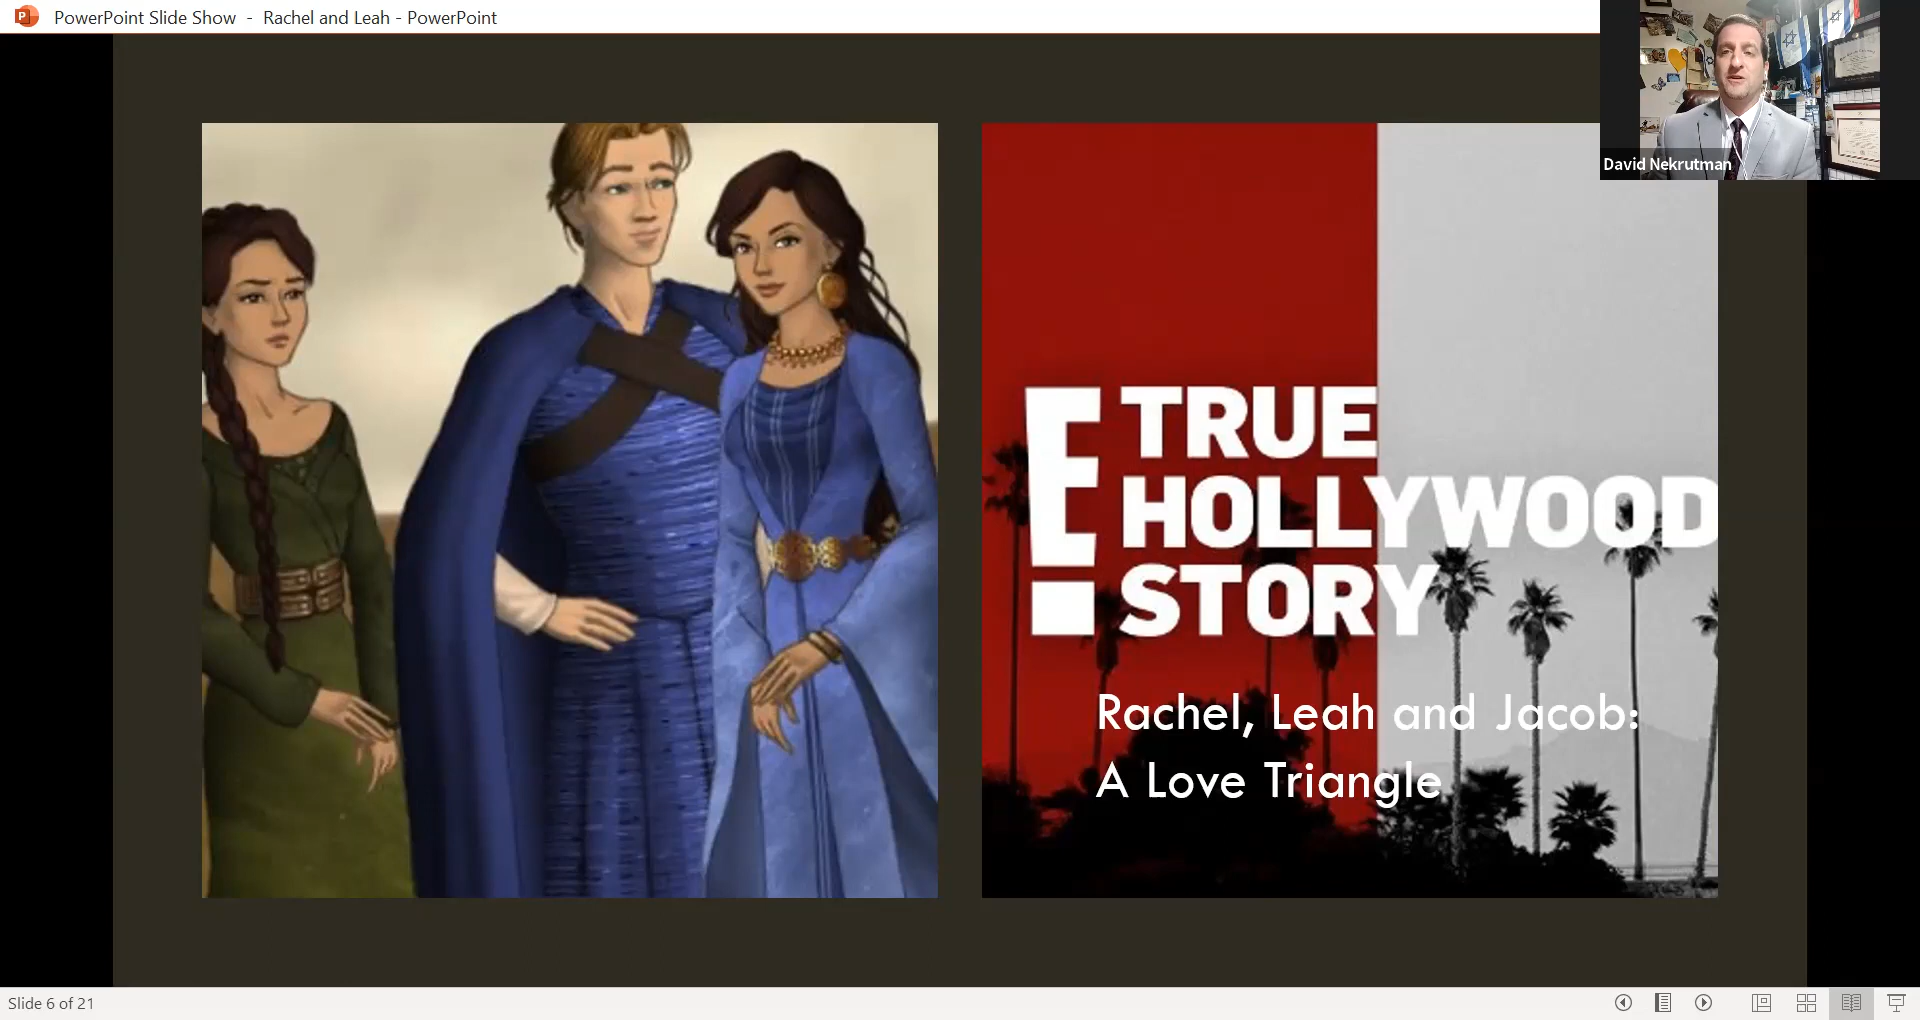 PowerPoint Slide Show - Rachel and Leah - PowerPoint
David Nekrutman
E!
TRUE
HOLLYWOOD
STORY
Rachel, Leah and Jacob:
A Love Triangle
Slide 6 of 21